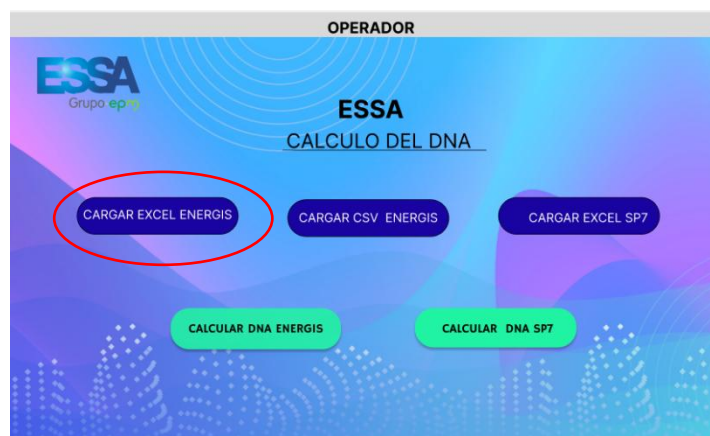 OPERADOR
ESSA
Grupo·epm
ESSA
CALCULO DEL DNA
CARGAR EXCEL ENERGIS
CARGAR CSV ENERGIS
CARGAR EXCEL SP7
CALCULAR DNA ENERGIS
CALCULAR DNA SP7